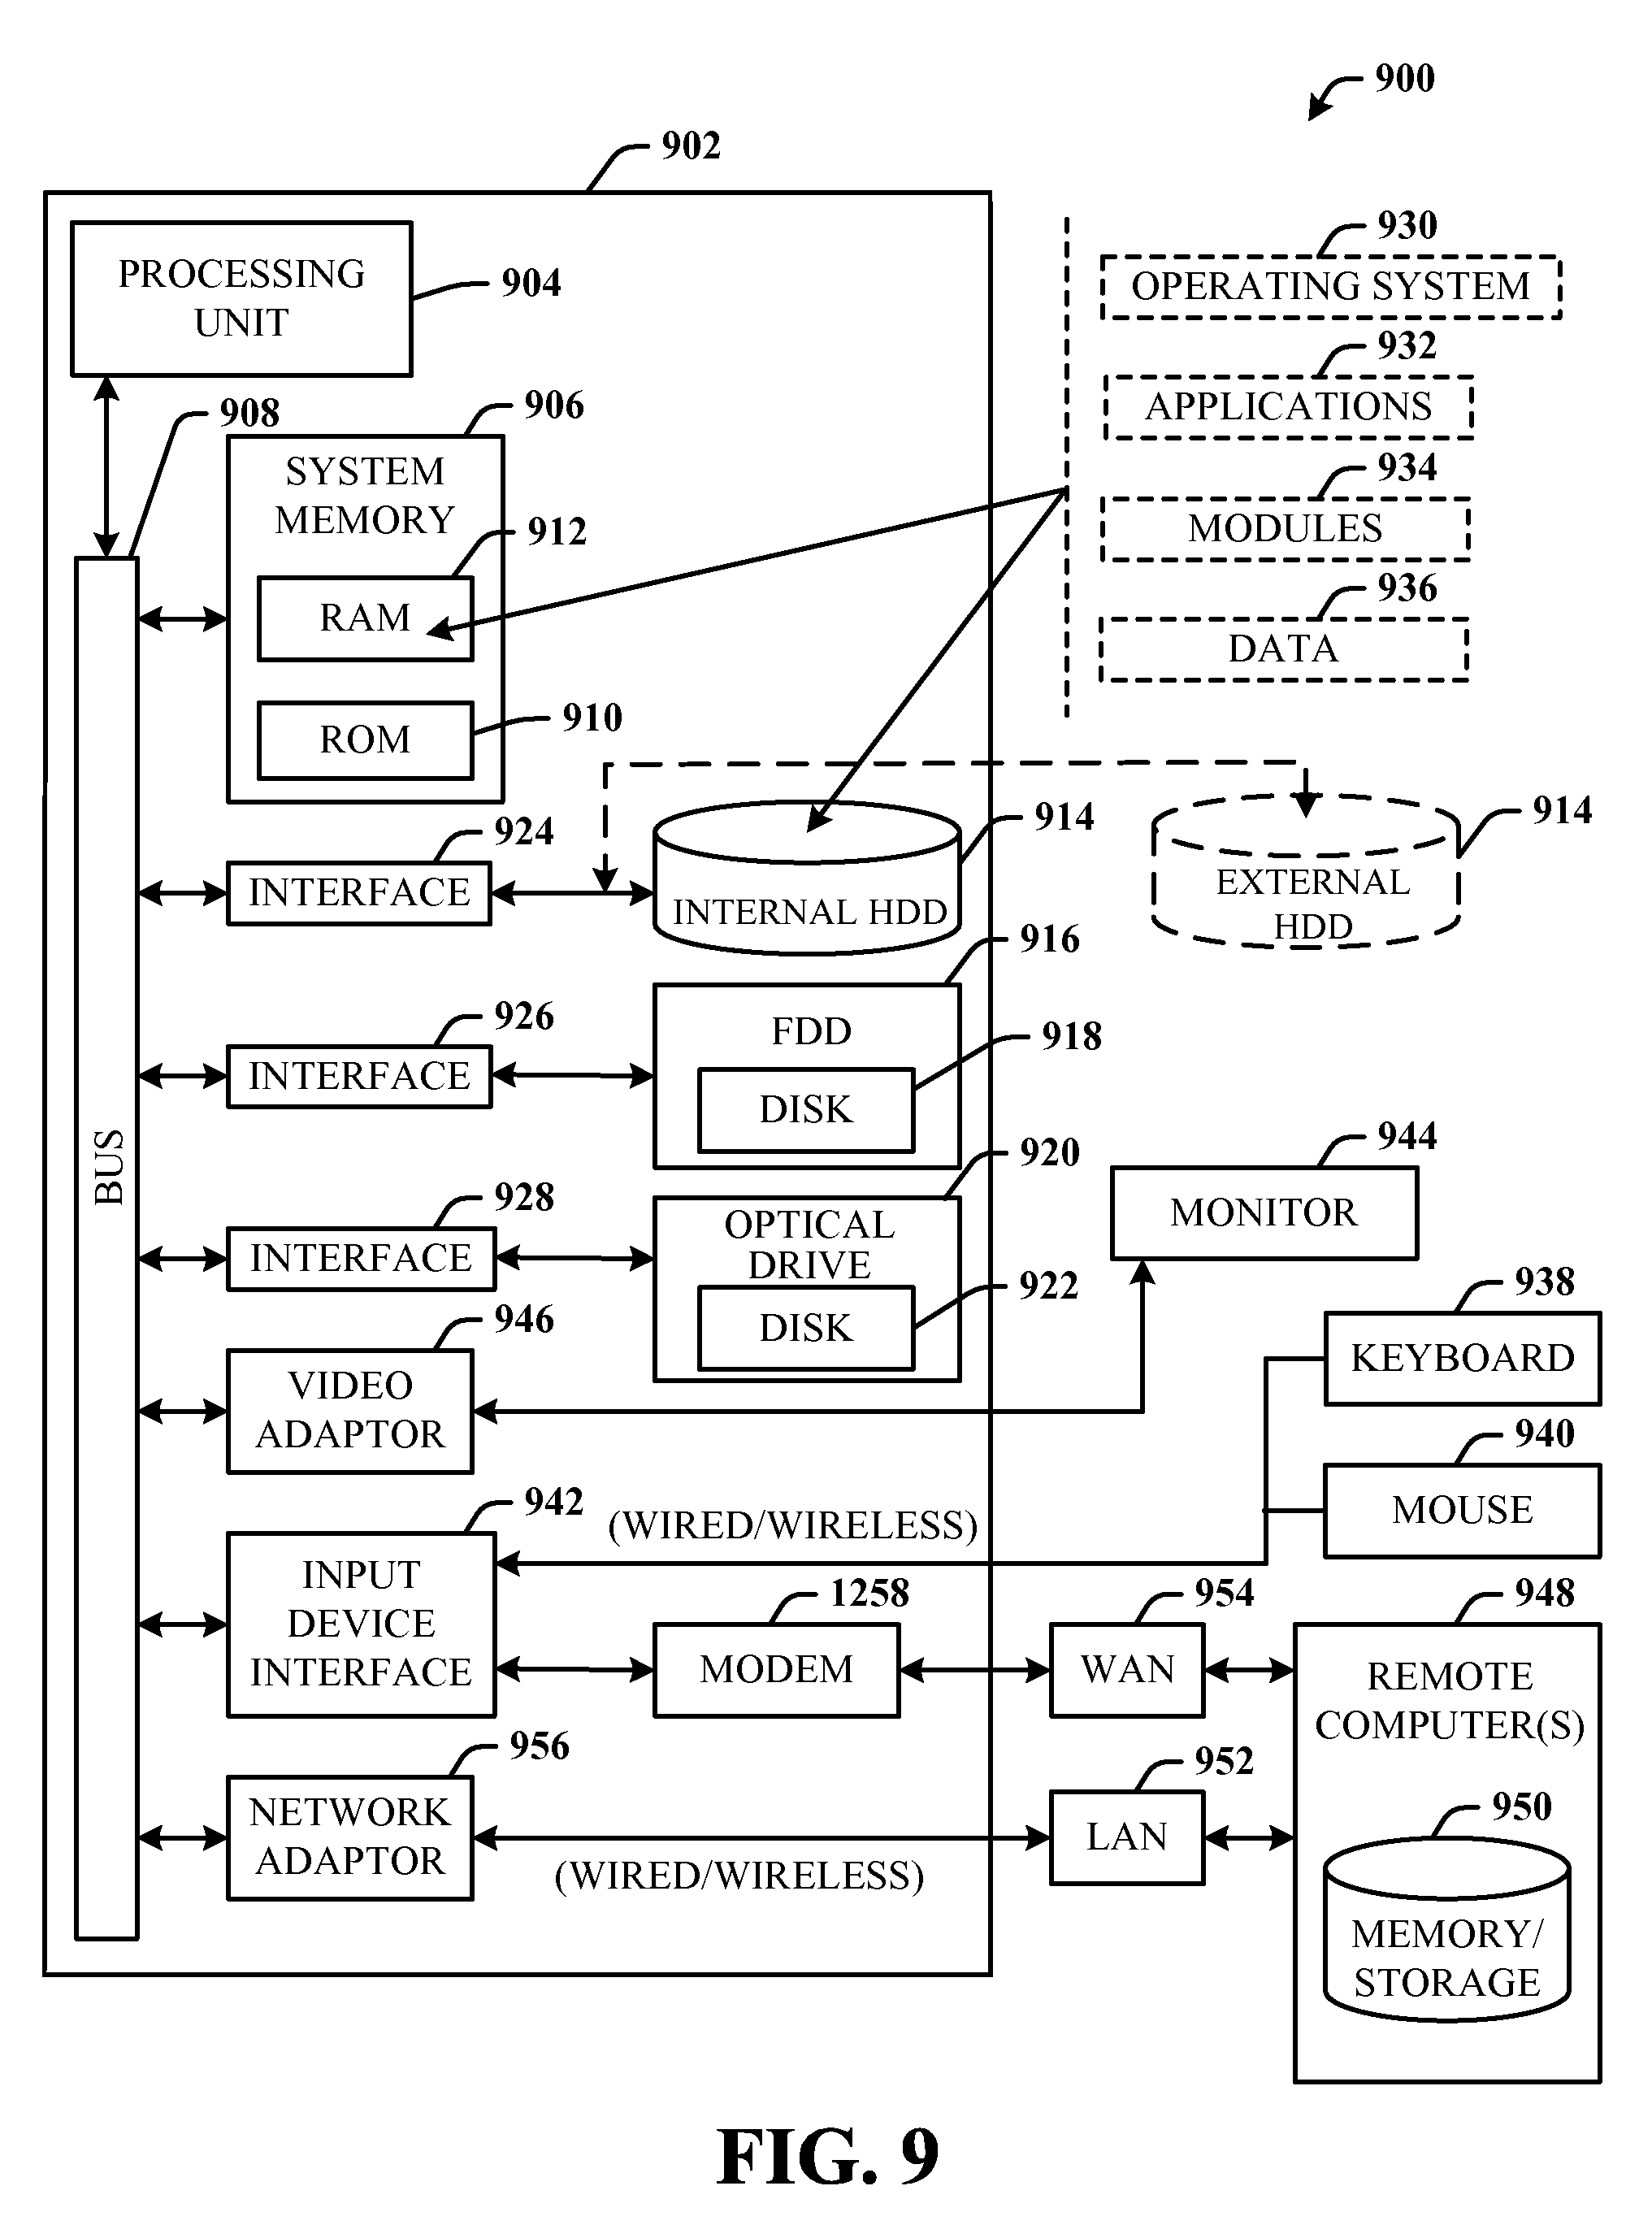 900
902
PROCESSING
UNIT
904
930
OPERATING SYSTEM
932
APPLICATIONS
934
MODULES
936
DATA
908
906
SYSTEM
MEMORY
912
RAM
910
ROM
924
INTERFACE
914
INTERNAL HDD
914
EXTERNAL
HDD
926
INTERFACE
916
FDD
918
DISK
BUS
928
INTERFACE
920
OPTICAL
DRIVE
922
DISK
944
MONITOR
946
VIDEO
ADAPTOR
938
KEYBOARD
940
MOUSE
942
INPUT
DEVICE
INTERFACE
(WIRED/WIRELESS)
1258
MODEM
954
WAN
948
REMOTE
COMPUTER(S)
956
NETWORK
ADAPTOR
(WIRED/WIRELESS)
952
LAN
950
MEMORY/
STORAGE
FIG. 9